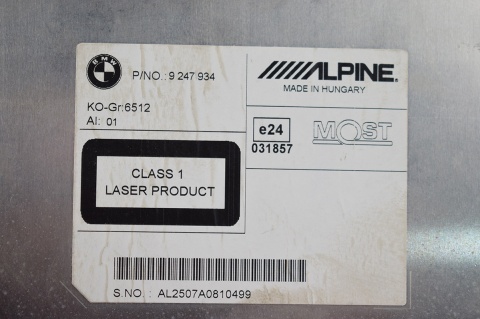 BMW
P/NO.: 9 247 934
ALPINE
MADE IN HUNGARY
KO-Gr:6512
AI: 01
e24
031857
MOST
CLASS 1
LASER PRODUCT
S.NO: AL2507A0810499